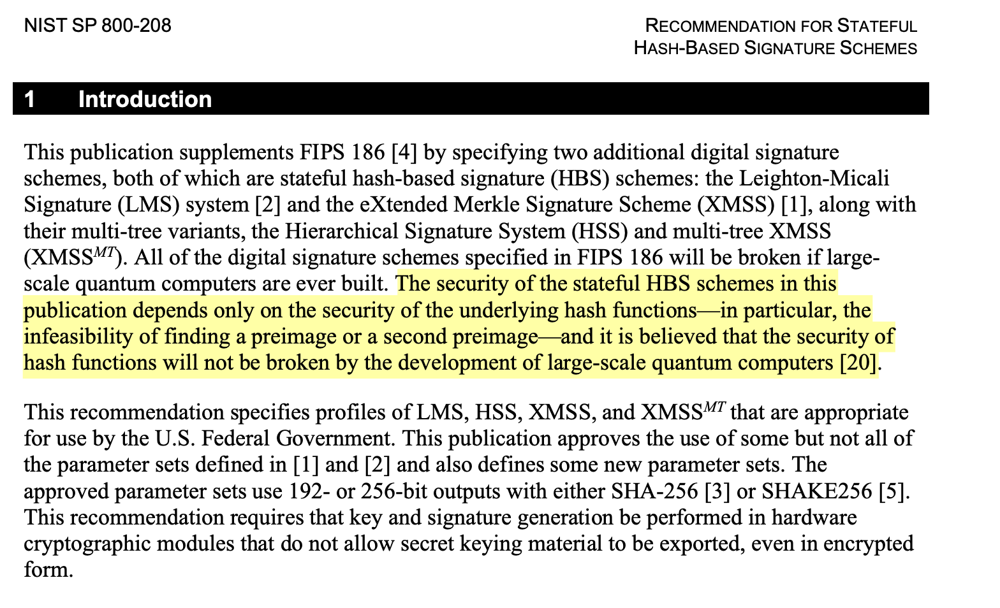 NIST SP 800-208
RECOMMENDATION FOR STATEFUL
HASH-BASED SIGNATURE SCHEMES
1 Introduction
This publication supplements FIPS 186 [4] by specifying two additional digital signature
schemes, both of which are stateful hash-based signature (HBS) schemes: the Leighton-Micali
Signature (LMS) system [2] and the eXtended Merkle Signature Scheme (XMSS) [1], along with
their multi-tree variants, the Hierarchical Signature System (HSS) and multi-tree XMSS
(XMSSᴹᵀ). All of the digital signature schemes specified in FIPS 186 will be broken if large-
scale quantum computers are ever built. The security of the stateful HBS schemes in this
publication depends only on the security of the underlying hash functions—in particular, the
infeasibility of finding a preimage or a second preimage—and it is believed that the security of
hash functions will not be broken by the development of large-scale quantum computers [20].
This recommendation specifies profiles of LMS, HSS, XMSS, and XMSSᴹᵀ that are appropriate
for use by the U.S. Federal Government. This publication approves the use of some but not all of
the parameter sets defined in [1] and [2] and also defines some new parameter sets. The
approved parameter sets use 192- or 256-bit outputs with either SHA-256 [3] or SHAKE256 [5].
This recommendation requires that key and signature generation be performed in hardware
cryptographic modules that do not allow secret keying material to be exported, even in encrypted
form.